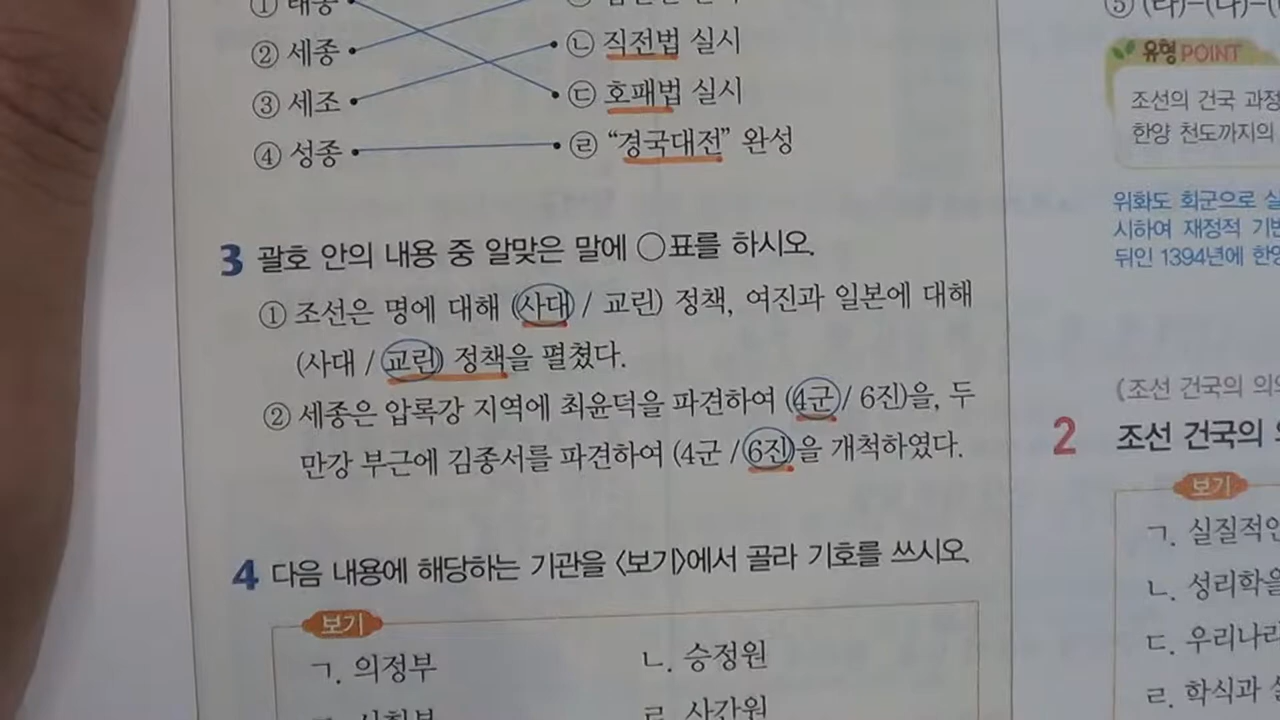 ② 세종
③ 세조
④ 성종
㉡ 직전법 실시
㉢ 호패법 실시
㉣ “경국대전” 완성
3 괄호 안의 내용 중 알맞은 말에 ○표를 하시오.
① 조선은 명에 대해 (사대 / 교린) 정책, 여진과 일본에 대해
(사대 / 교린) 정책을 펼쳤다.
② 세종은 압록강 지역에 최윤덕을 파견하여 (4군 / 6진)을, 두
만강 부근에 김종서를 파견하여 (4군 / 6진)을 개척하였다.
4 다음 내용에 해당하는 기관을 〈보기〉에서 골라 기호를 쓰시오.
보기
ㄱ. 의정부
ㄴ. 승정원
ㄹ. 사간원
⑤ (라)-(나)-
유형 POINT
조선의 건국 과정
한양 천도까지의
위화도 회군으로
시하여 재정적
뒤인 1394년에
《조선 건국의
2 조선 건국의
보기
ㄱ. 실질적인
ㄴ. 성리학을
ㄷ. 우리나라
ㄹ. 학식과